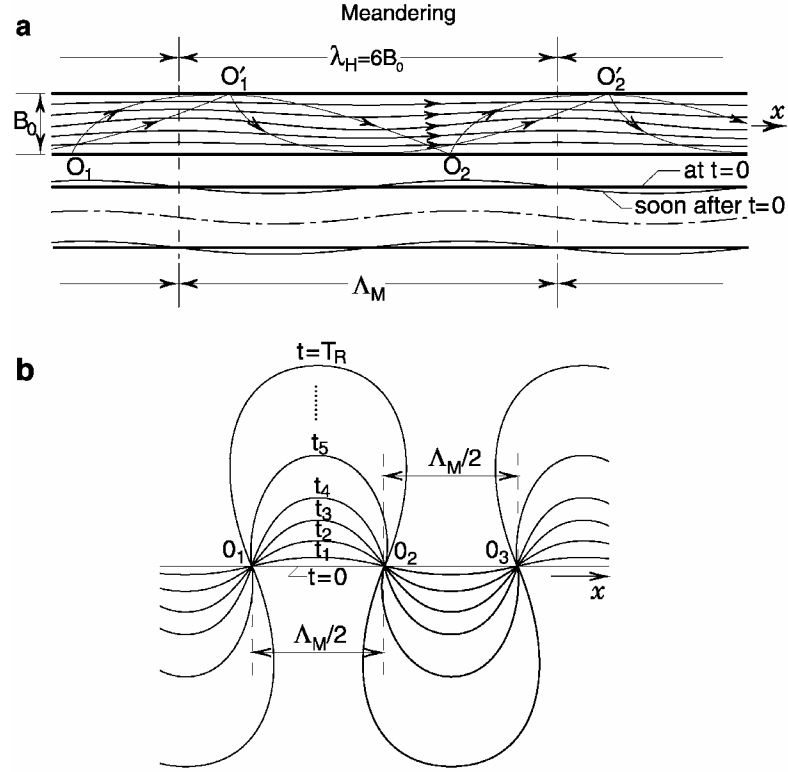 Meandering
a
λH=6B0
O′1
O′2
B0
x
O1
O2
at t=0
soon after t=0
ΛM
b
t=TR
t5
ΛM/2
t4
t3
t2
01
t1
02
03
t=0
x
ΛM/2